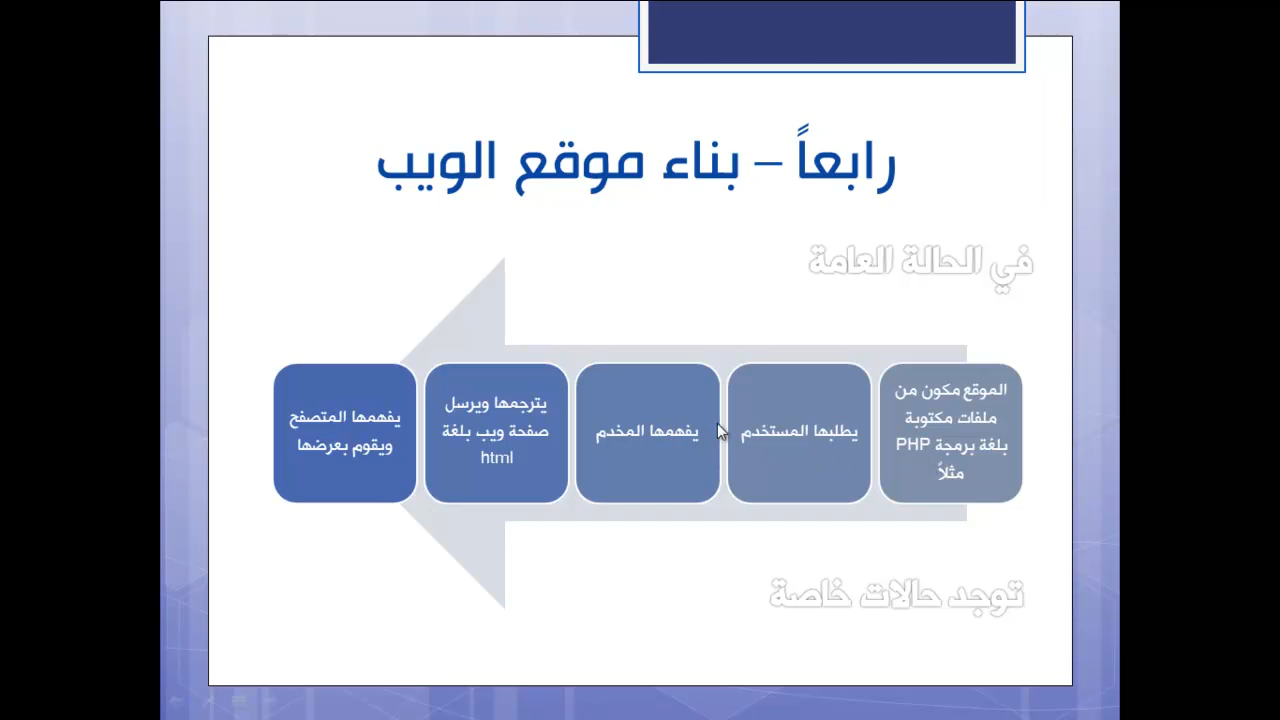 رابعاً – بناء موقع الويب
في الحالة العامة
الموقع مكون من
ملفات مكتوبة
بلغة برمجة PHP
مثلاً
يطلبها المستخدم
يفهمها المخدم
يترجمها ويرسل
صفحة ويب بلغة
html
يفهمها المتصفح
ويقوم بعرضها
توجد حالات خاصة